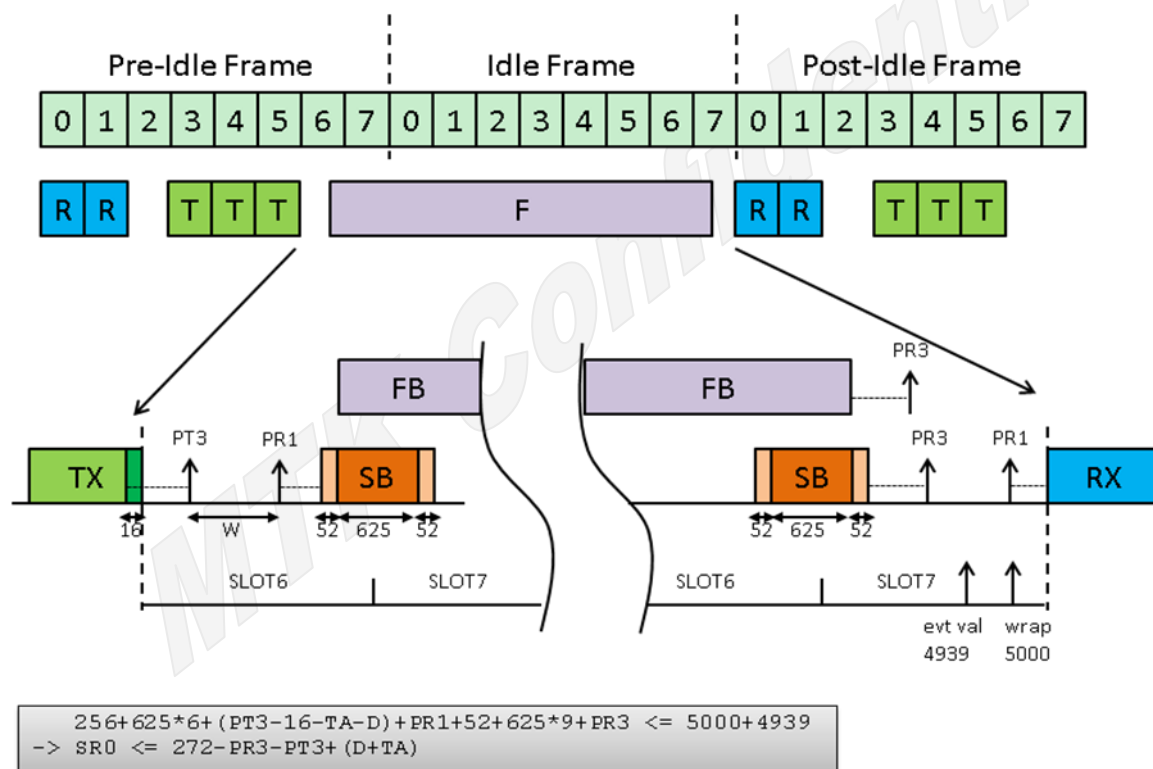 MTK Confidential
Pre-Idle Frame Idle Frame Post-Idle Frame
0 1 2 3 4 5 6 7 0 1 2 3 4 5 6 7 0 1 2 3 4 5 6 7
R R T T T F R R T T T
PR3
FB FB
PT3 PR1 PR3 PR1
TX SB SB RX
16 W 52 625 52 52 625 52
SLOT6 SLOT7 SLOT6 SLOT7
evt val wrap
4939 5000
256+625*6+(PT3-16-TA-D)+PR1+52+625*9+PR3 <= 5000+4939
-> SR0 <= 272-PR3-PT3+(D+TA)